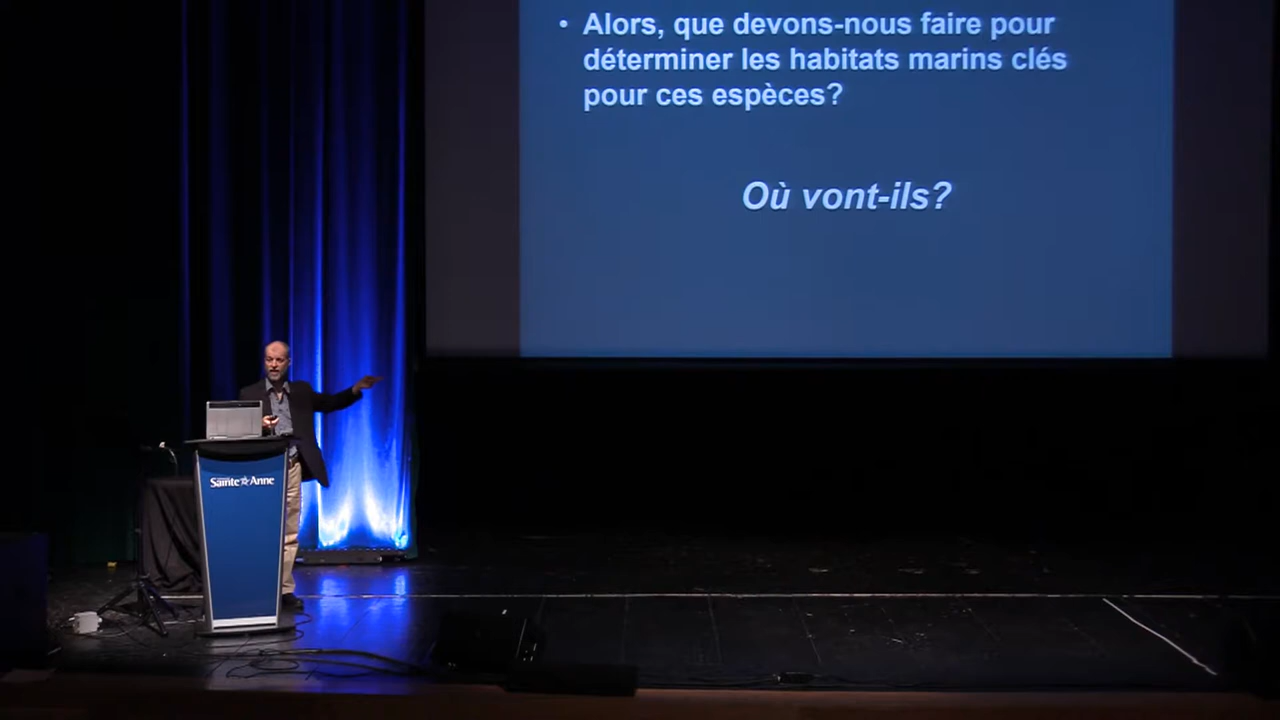 • Alors, que devons-nous faire pour
déterminer les habitats marins clés
pour ces espèces?
Où vont-ils?
Sainte Anne